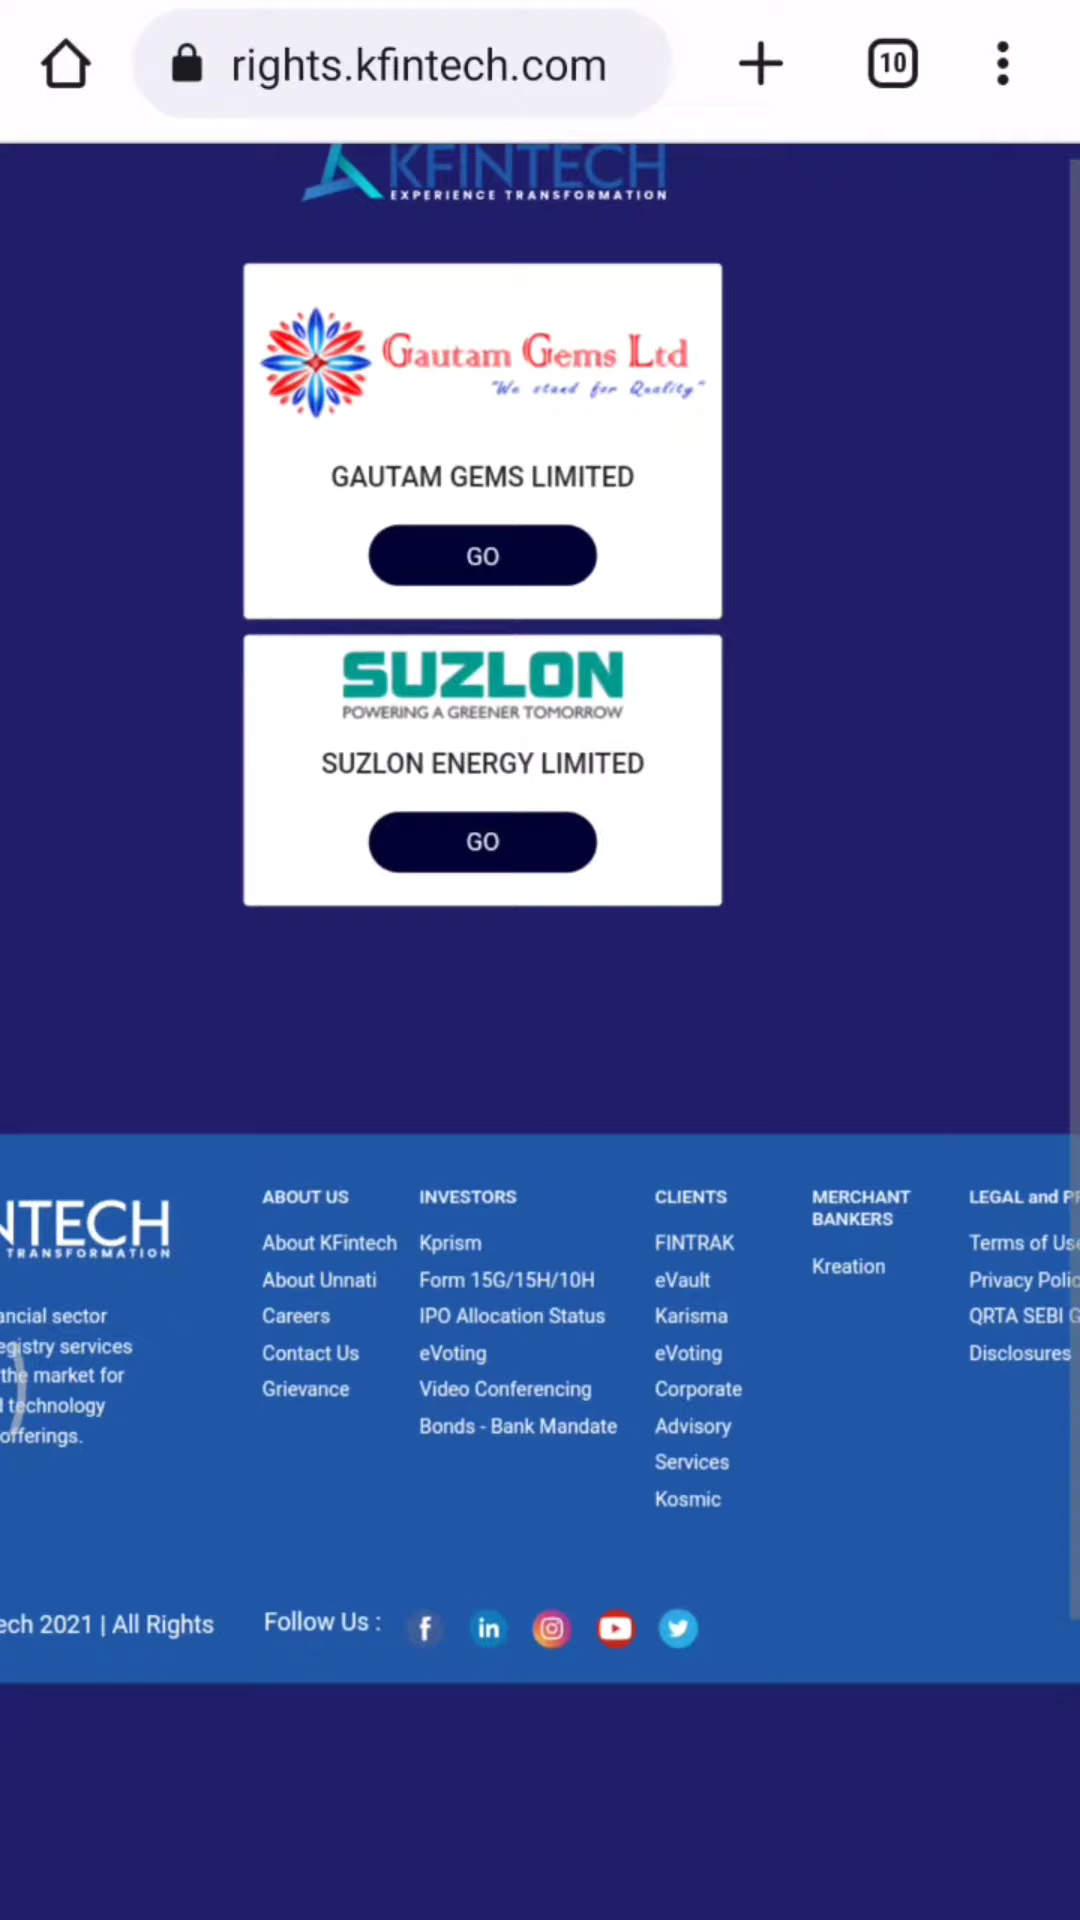 rights.kfintech.com
10
KFINTECH
EXPERIENCE TRANSFORMATION
Gautam Gems Ltd
"We stand for Quality"
GAUTAM GEMS LIMITED
GO
SUZLON
POWERING A GREENER TOMORROW
SUZLON ENERGY LIMITED
GO
NTECH
TRANSFORMATION
ancial sector
egistry services
the market for
technology
offerings.
ABOUT US
About KFintech
About Unnati
Careers
Contact Us
Grievance
INVESTORS
Kprism
Form 15G/15H/10H
IPO Allocation Status
eVoting
Video Conferencing
Bonds - Bank Mandate
CLIENTS
FINTRAK
eVault
Karisma
eVoting
Corporate
Advisory
Services
Kosmic
MERCHANT
BANKERS
Kreation
LEGAL and P
Terms of Use
Privacy Polic
QRTA SEBI
Disclosures
ech 2021 | All Rights
Follow Us :